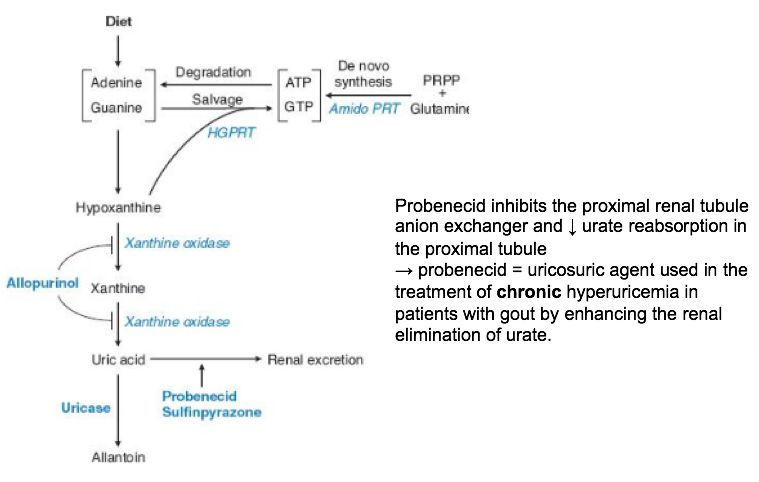 Diet
Adenine
Guanine
Degradation
Salvage
HGPRT
ATP
GTP
De novo
synthesis
Amido PRT
PRPP
+
Glutamine
Hypoxanthine
Xanthine oxidase
Allopurinol
Xanthine
Xanthine oxidase
Uric acid
Renal excretion
Probenecid
Sulfinpyrazone
Uricase
Allantoin
Probenecid inhibits the proximal renal tubule
anion exchanger and ↓ urate reabsorption in
the proximal tubule
→ probenecid = uricosuric agent used in the
treatment of chronic hyperuricemia in
patients with gout by enhancing the renal
elimination of urate.